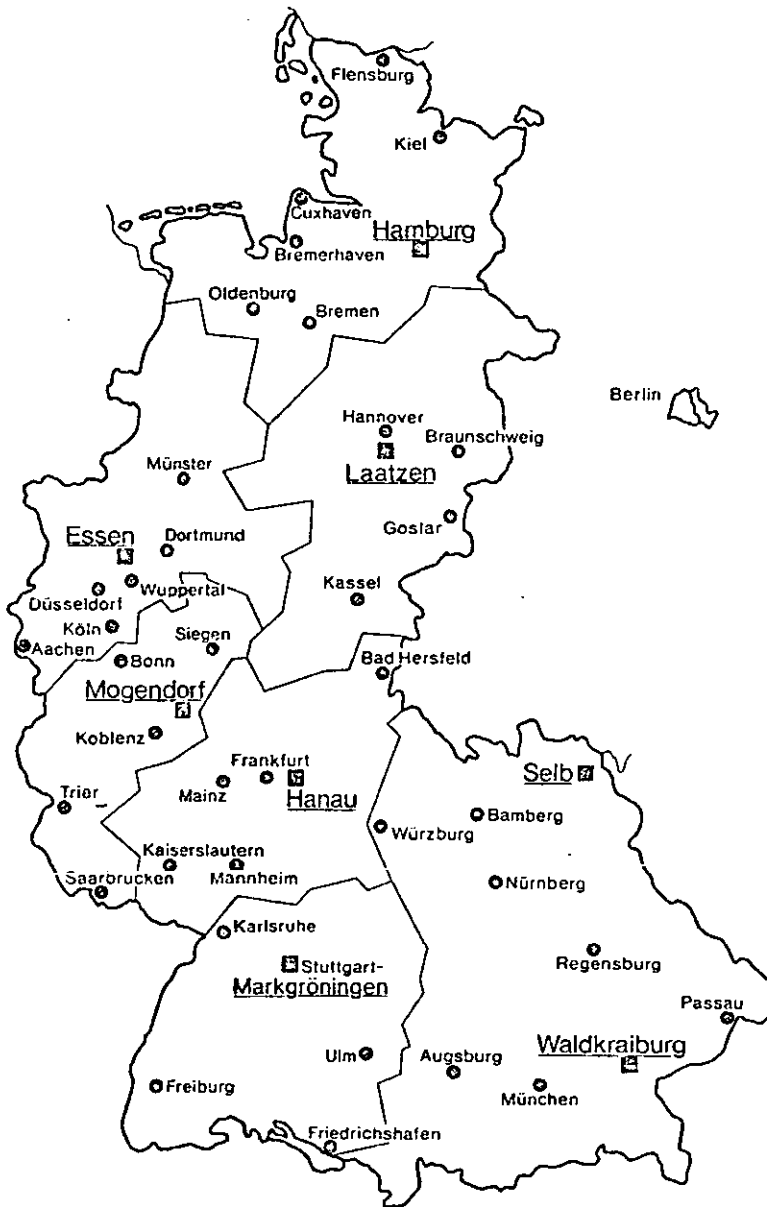 Flensburg
Kiel
Cuxhaven
Hamburg
Bremerhaven
Oldenburg
Bremen
Berlin
Hannover
Braunschweig
Laatzen
Münster
Goslar
Essen
Dortmund
Kassel
Wuppertal
Düsseldorf
Köln
Siegen
Aachen
Bonn
Bad Hersfeld
Mogendorf
Koblenz
Frankfurt
Selb
Trier
Mainz
Hanau
Bamberg
Würzburg
Kaiserslautern
Saarbrucken
Mannheim
Nürnberg
Karlsruhe
Regensburg
Stuttgart-
Markgröningen
Passau
Ulm
Augsburg
Waldkraiburg
Freiburg
München
Friedrichshafen